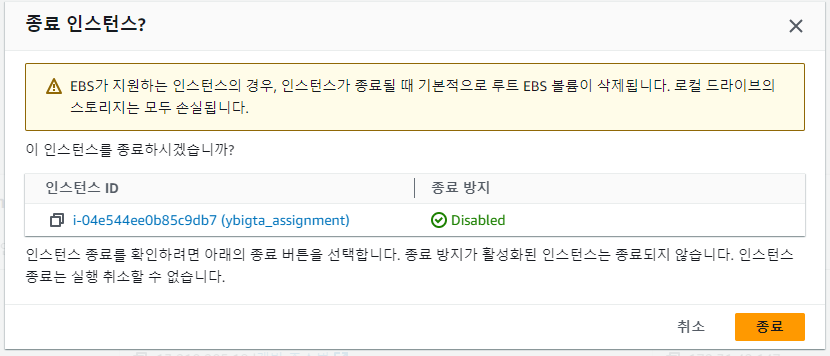 종료 인스턴스?
EBS가 지원하는 인스턴스의 경우, 인스턴스가 종료될 때 기본적으로 루트 EBS 볼륨이 삭제됩니다. 로컬 드라이브의
스토리지는 모두 손실됩니다.
이 인스턴스를 종료하시겠습니까?
인스턴스 ID 종료 방지
i-04e544ee0b85c9db7 (ybigta_assignment) Disabled
인스턴스 종료를 확인하려면 아래의 종료 버튼을 선택합니다. 종료 방지가 활성화된 인스턴스는 종료되지 않습니다. 인스턴스
종료는 실행 취소할 수 없습니다.
취소 종료